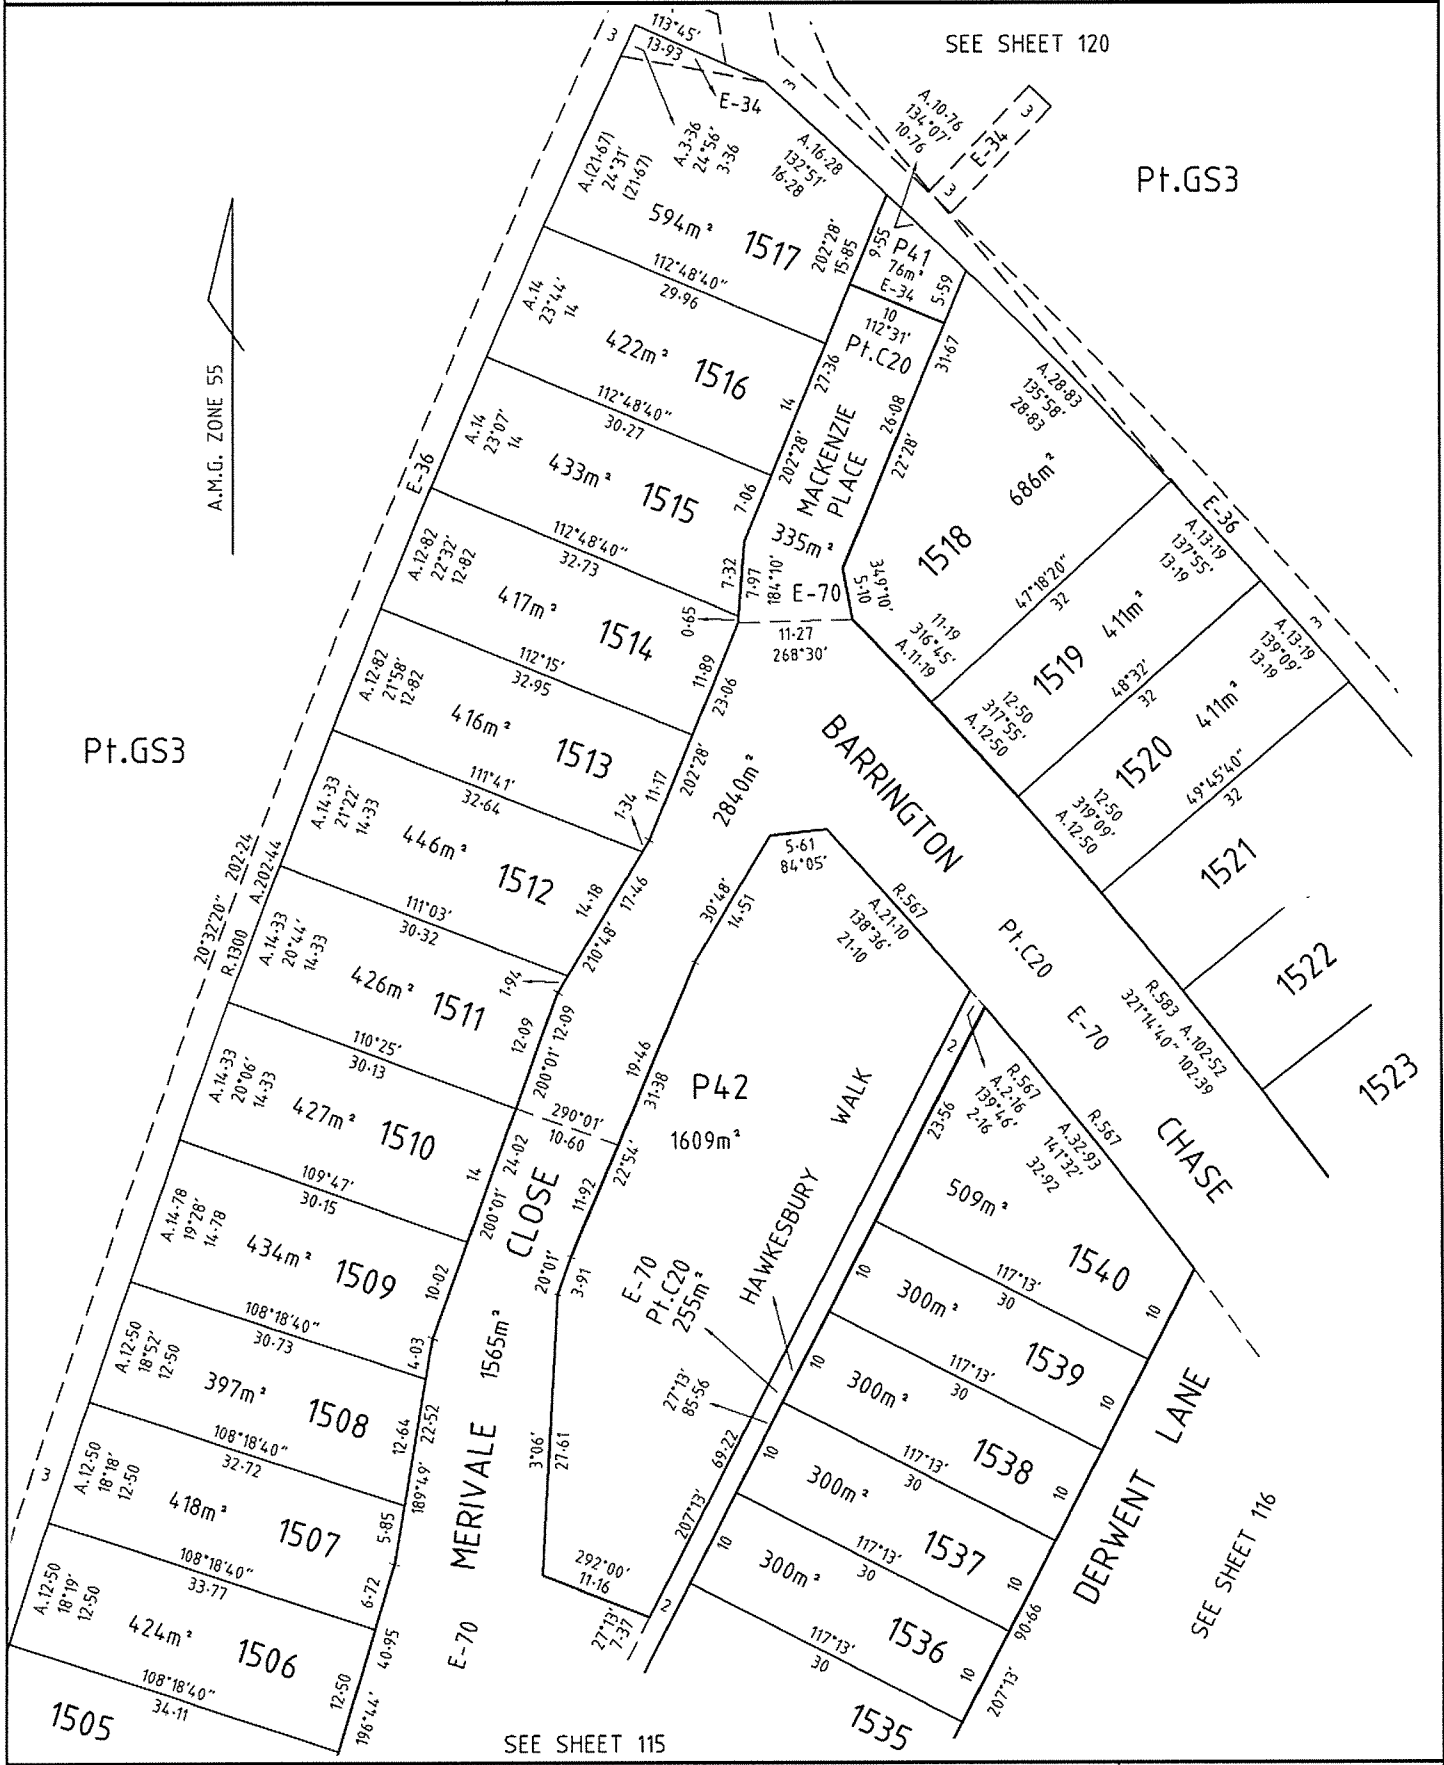 SEE SHEET 120
113°45'
13·93
3
E-34
A.3·36
24°56'
3·36
A.(21·67)
24°31'
(21·67)
A.16·28
132°51'
16·28
3
A.10·76
134°07'
10·76
E-34
3
3
Pt.GS3
594m²
1517
202°28'
15·85
9·55
P41
76m²
E-34
5·59
10
112°31'
Pt.C20
31·67
112°48'40"
29·96
A.14
23°44'
14
422m²
1516
14
27·36
202°28'
MACKENZIE
PLACE
26·08
22°28'
335m²
E-70
A.M.G. ZONE 55
E-36
112°48'40"
30·27
A.14
23°07'
14
433m²
1515
7·06
7·32
7·97
184°10'
349°10'
5·10
11·27
268°30'
0·65
112°48'40"
32·73
A.12·82
22°32'
12·82
417m²
1514
11·89
23·06
202°28'
A.28·83
135°58'
28·83
686m²
1518
11·19
316°45'
A.11·19
47°18'20"
32
E-36
3
A.13·19
137°55'
13·19
411m²
1519
12·50
317°55'
A.12·50
48°32'
32
A.13·19
139°09'
13·19
411m²
1520
12·50
319°09'
A.12·50
49°45'40"
32
1521
1522
1523
Pt.GS3
112°15'
32·95
A.12·82
21°58'
12·82
416m²
1513
11·17
1·34
2840m²
BARRINGTON
CHASE
111°41'
32·64
A.14·33
21°22'
14·33
446m²
1512
14·18
17·46
210°48'
1·94
20°32'20"
202·24
R.1300
A.202·44
111°03'
30·32
A.14·33
20°44'
14·33
426m²
1511
12·09
200°01'
12·09
110°25'
30·13
A.14·33
20°06'
14·33
427m²
1510
14
24·02
200°01'
290°01'
10·60
CLOSE
5·61
84°05'
30°48'
14·51
R.567
A.21·10
138°36'
21·10
19·46
31·38
22°54'
11·92
20°01'
3·91
P42
1609m²
Pt.C20
E-70
R.583
A.102·52
321°14'40"
102·39
2
R.567
A.2·16
139°46'
2·16
R.567
A.32·93
141°32'
32·92
23·56
HAWKESBURY
WALK
E-70
Pt.C20
255m²
27°13'
85·56
69·22
207°13'
109°47'
30·15
A.14·78
19°28'
14·78
434m²
1509
10·02
4·03
108°18'40"
30·73
A.12·50
18°52'
12·50
397m²
1508
12·64
22·52
189°49'
MERIVALE
1565m²
3°06'
27·61
108°18'40"
32·72
3
A.12·50
18°18'
12·50
418m²
1507
5·85
6·72
108°18'40"
33·77
A.12·50
18°19'
12·50
424m²
1506
12·50
40·95
196°44'
E-70
108°18'40"
34·11
1505
292°00'
11·16
27°13'
7·37
2
509m²
1540
10
10
117°13'
30
300m²
1539
10
10
117°13'
30
300m²
1538
10
10
117°13'
30
300m²
1537
10
10
117°13'
30
300m²
1536
10
117°13'
30
1535
90·66
207°13'
DERWENT
LANE
SEE SHEET 116
SEE SHEET 115